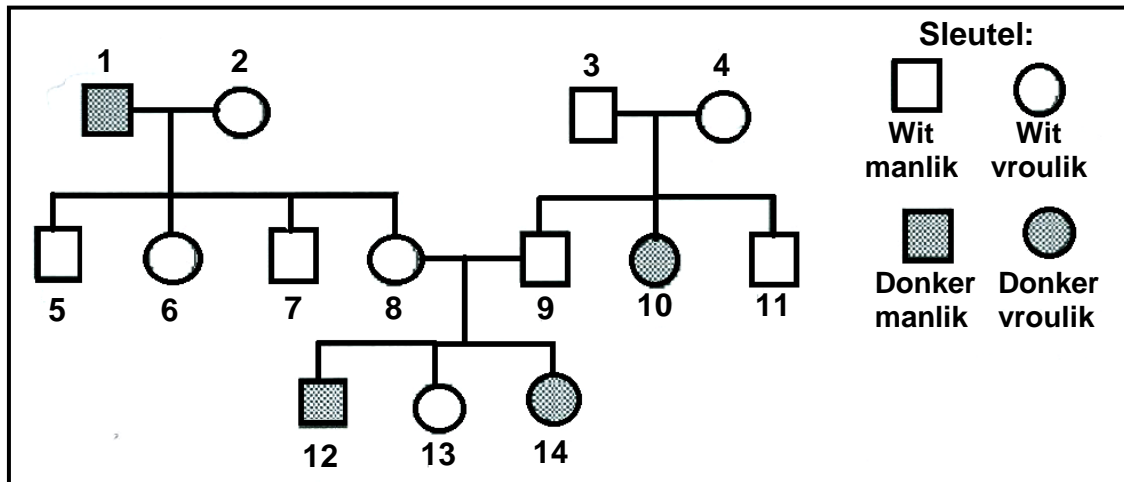 Sleutel:
1 2 3 4
Wit manlik
Wit vroulik
5 6 7 8 9 10 11
Donker manlik
Donker vroulik
12 13 14